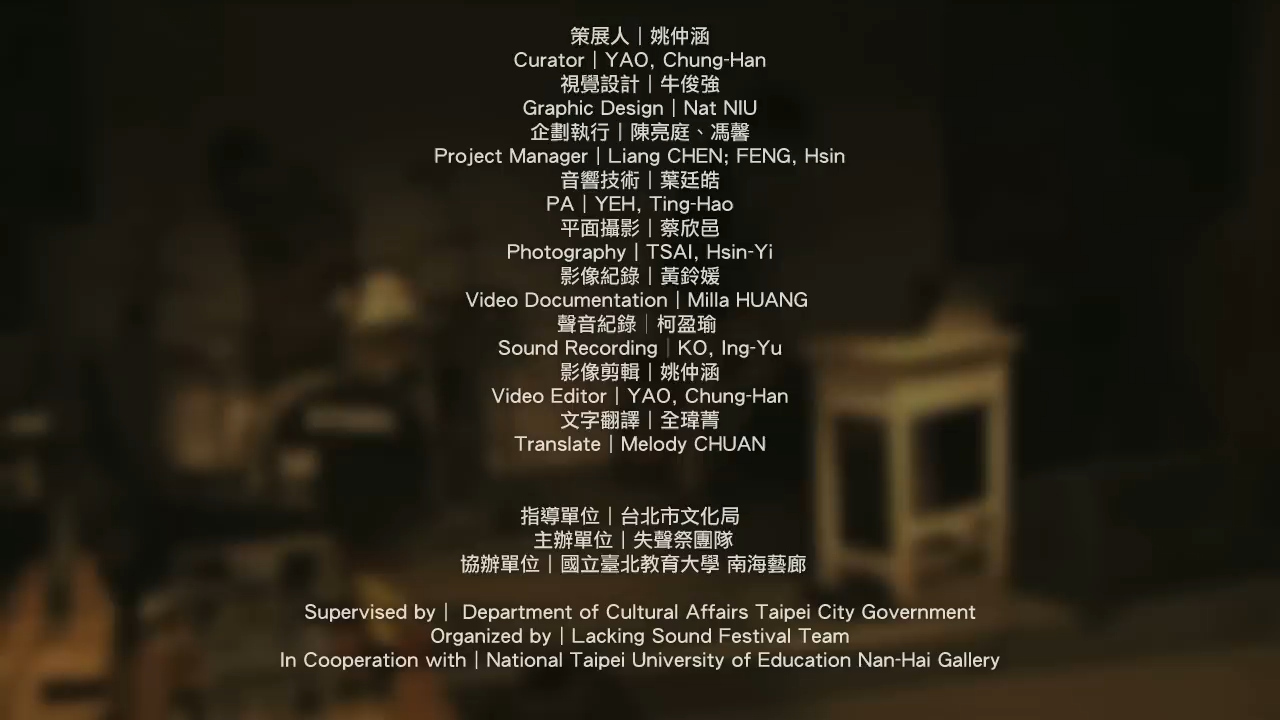 策展人｜姚仲涵
Curator｜YAO, Chung-Han
視覺設計｜牛俊強
Graphic Design｜Nat NIU
企劃執行｜陳亮庭、馮馨
Project Manager｜Liang CHEN; FENG, Hsin
音響技術｜葉廷皓
PA｜YEH, Ting-Hao
平面攝影｜蔡欣邑
Photography｜TSAI, Hsin-Yi
影像紀錄｜黃鈴媛
Video Documentation｜Milla HUANG
聲音紀錄｜柯盈瑜
Sound Recording｜KO, Ing-Yu
影像剪輯｜姚仲涵
Video Editor｜YAO, Chung-Han
文字翻譯｜全瑋菁
Translate｜Melody CHUAN
指導單位｜台北市文化局
主辦單位｜失聲祭團隊
協辦單位｜國立臺北教育大學 南海藝廊
Supervised by｜ Department of Cultural Affairs Taipei City Government
Organized by｜Lacking Sound Festival Team
In Cooperation with｜National Taipei University of Education Nan-Hai Gallery